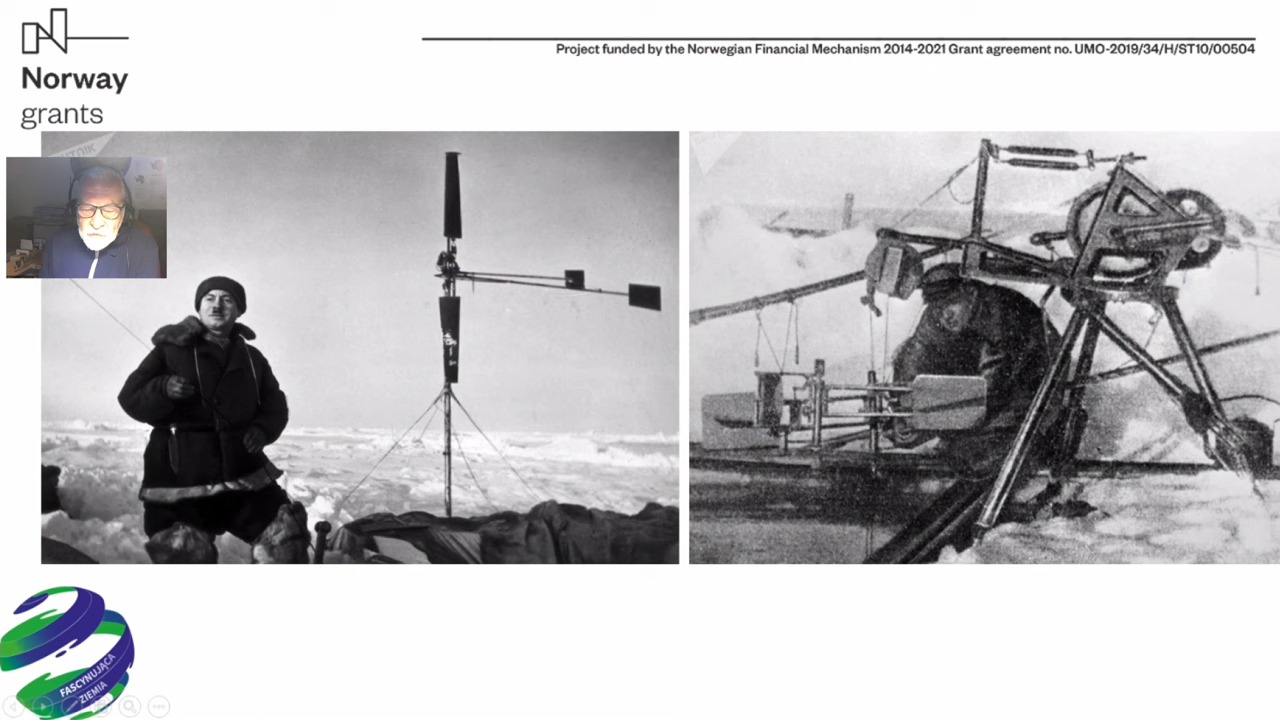 Norway
grants
Project funded by the Norwegian Financial Mechanism 2014-2021 Grant agreement no. UMO-2019/34/H/ST10/00504
FASCYNUJĄCA
ZIEMIA